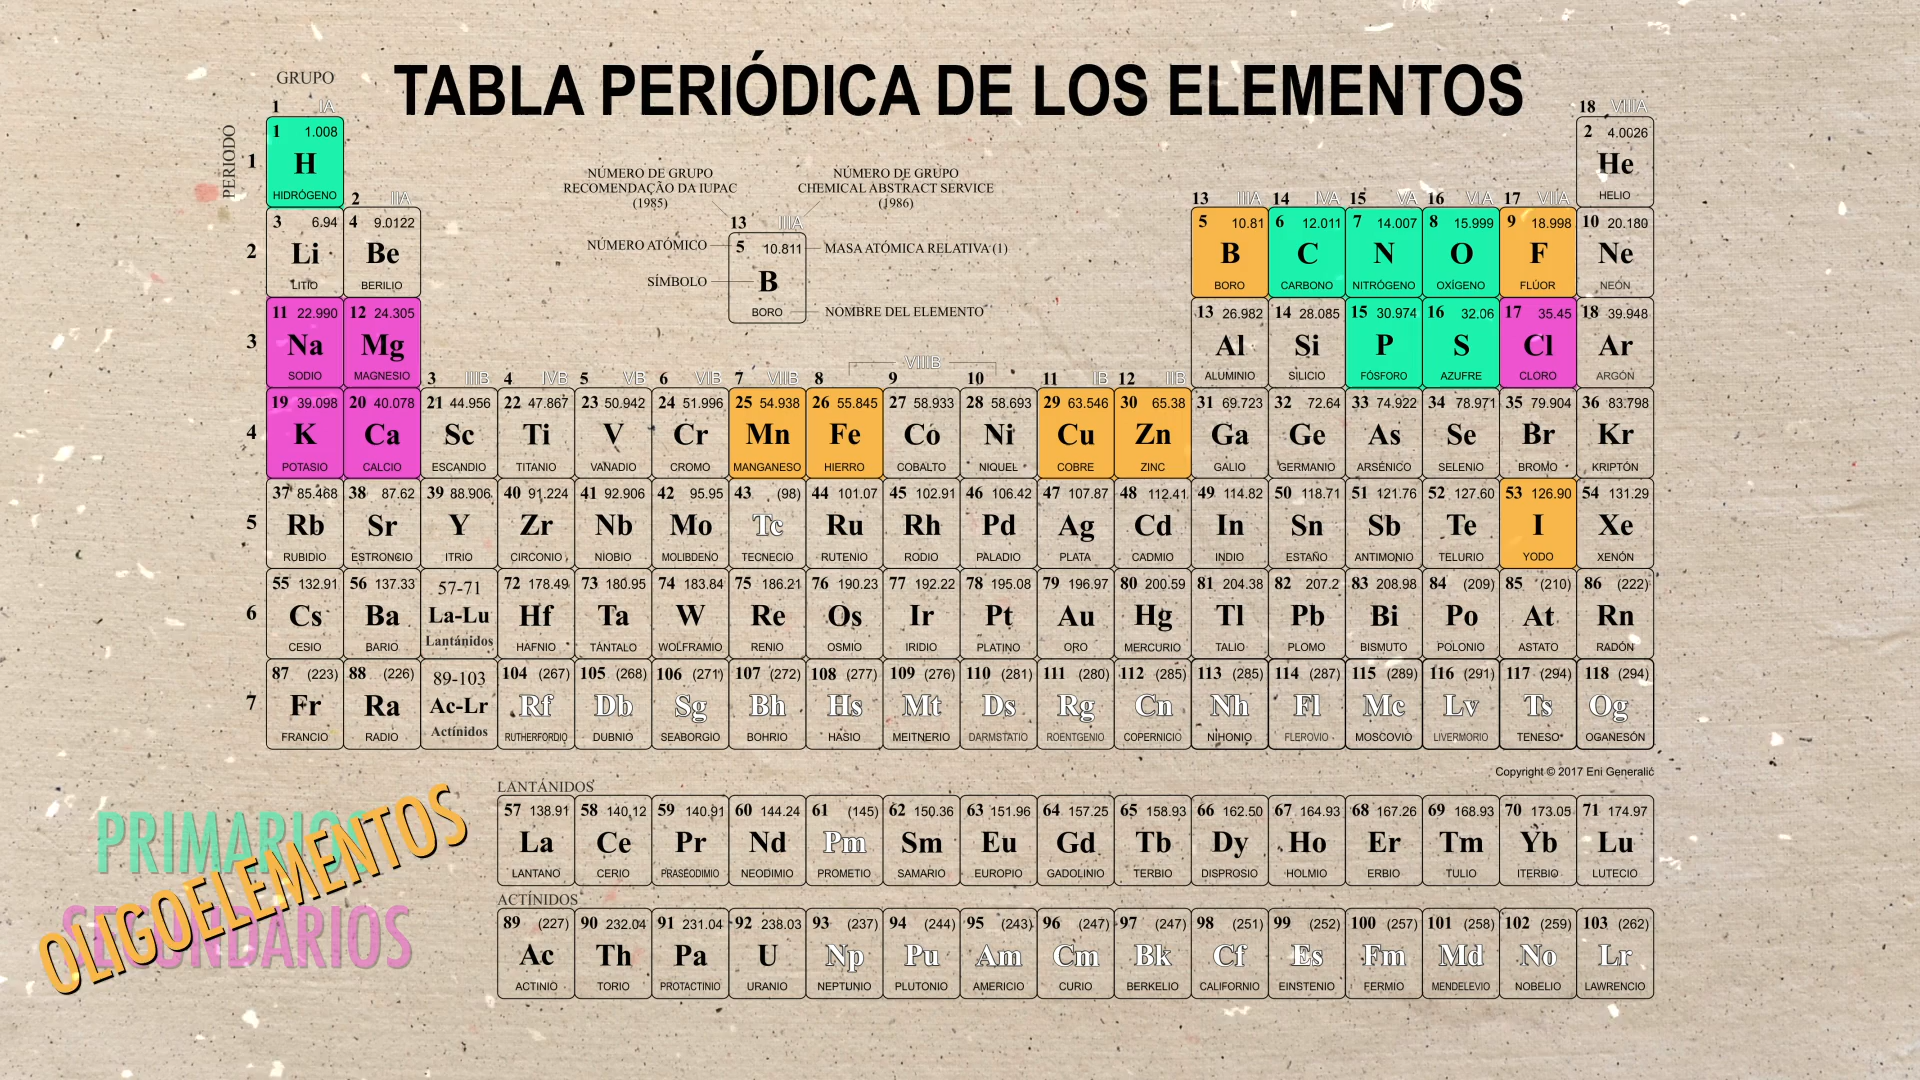 TABLA PERIÓDICA DE LOS ELEMENTOS
GRUPO
PERIODO
1 IA
18 VIIIA
1
1 1.008
H
HIDRÓGENO
2 4.0026
He
HELIO
NÚMERO DE GRUPO
RECOMENDAÇÃO DA IUPAC
(1985)
NÚMERO DE GRUPO
CHEMICAL ABSTRACT SERVICE
(1986)
13 IIIA
NÚMERO ATÓMICO
5 10.811
MASA ATÓMICA RELATIVA (1)
SÍMBOLO
B
BORO
NOMBRE DEL ELEMENTO
2 IIA
13 IIIA 14 IVA 15 VA 16 VIA 17 VIIA
2
3 6.94 4 9.0122 5 10.81 6 12.011 7 14.007 8 15.999 9 18.998 10 20.180
Li Be B C N O F Ne
LITIO BERILIO BORO CARBONO NITRÓGENO OXÍGENO FLÚOR NEÓN
3
11 22.990 12 24.305 13 26.982 14 28.085 15 30.974 16 32.06 17 35.45 18 39.948
Na Mg Al Si P S Cl Ar
SODIO MAGNESIO ALUMINIO SILICIO FÓSFORO AZUFRE CLORO ARGÓN
VIIIB
3 IIIB 4 IVB 5 VB 6 VIB 7 VIIB 8 9 10 11 IB 12 IIB
4
19 39.098 20 40.078 21 44.956 22 47.867 23 50.942 24 51.996 25 54.938 26 55.845 27 58.933 28 58.693 29 63.546 30 65.38 31 69.723 32 72.64 33 74.922 34 78.971 35 79.904 36 83.798
K Ca Sc Ti V Cr Mn Fe Co Ni Cu Zn Ga Ge As Se Br Kr
POTASIO CALCIO ESCANDIO TITANIO VANADIO CROMO MANGANESO HIERRO COBALTO NIQUEL COBRE ZINC GALIO GERMANIO ARSÉNICO SELENIO BROMO KRIPTÓN
5
37 85.468 38 87.62 39 88.906 40 91.224 41 92.906 42 95.95 43 (98) 44 101.07 45 102.91 46 106.42 47 107.87 48 112.41 49 114.82 50 118.71 51 121.76 52 127.60 53 126.90 54 131.29
Rb Sr Y Zr Nb Mo Tc Ru Rh Pd Ag Cd In Sn Sb Te I Xe
RUBIDIO ESTRONCIO ITRIO CIRCONIO NIOBIO MOLIBDENO TECNECIO RUTENIO RODIO PALADIO PLATA CADMIO INDIO ESTAÑO ANTIMONIO TELURIO YODO XENÓN
6
55 132.91 56 137.33 57-71 72 178.49 73 180.95 74 183.84 75 186.21 76 190.23 77 192.22 78 195.08 79 196.97 80 200.59 81 204.38 82 207.2 83 208.98 84 (209) 85 (210) 86 (222)
Cs Ba La-Lu Hf Ta W Re Os Ir Pt Au Hg Tl Pb Bi Po At Rn
CESIO BARIO Lantánidos HAFNIO TÁNTALO WOLFRAMIO RENIO OSMIO IRIDIO PLATINO ORO MERCURIO TALIO PLOMO BISMUTO POLONIO ASTATO RADÓN
7
87 (223) 88 (226) 89-103 104 (267) 105 (268) 106 (271) 107 (272) 108 (277) 109 (276) 110 (281) 111 (280) 112 (285) 113 (285) 114 (287) 115 (289) 116 (291) 117 (294) 118 (294)
Fr Ra Ac-Lr Rf Db Sg Bh Hs Mt Ds Rg Cn Nh Fl Mc Lv Ts Og
FRANCIO RADIO Actínidos RUTHERFORDIO DUBNIO SEABORGIO BOHRIO HASIO MEITNERIO DARMSTATIO ROENTGENIO COPERNICIO NIHONIO FLEROVIO MOSCOVIO LIVERMORIO TENESO OGANESÓN
Copyright © 2017 Eni Generalić
LANTÁNIDOS
57 138.91 58 140.12 59 140.91 60 144.24 61 (145) 62 150.36 63 151.96 64 157.25 65 158.93 66 162.50 67 164.93 68 167.26 69 168.93 70 173.05 71 174.97
La Ce Pr Nd Pm Sm Eu Gd Tb Dy Ho Er Tm Yb Lu
LANTANO CERIO PRASEODIMIO NEODIMIO PROMETIO SAMARIO EUROPIO GADOLINIO TERBIO DISPROSIO HOLMIO ERBIO TULIO ITERBIO LUTECIO
ACTÍNIDOS
89 (227) 90 232.04 91 231.04 92 238.03 93 (237) 94 (244) 95 (243) 96 (247) 97 (247) 98 (251) 99 (252) 100 (257) 101 (258) 102 (259) 103 (262)
Ac Th Pa U Np Pu Am Cm Bk Cf Es Fm Md No Lr
ACTINIO TORIO PROTACTINIO URANIO NEPTUNIO PLUTONIO AMERICIO CURIO BERKELIO CALIFORNIO EINSTENIO FERMIO MENDELEVIO NOBELIO LAWRENCIO
PRIMARIOS
OLIGOELEMENTOS
SECUNDARIOS